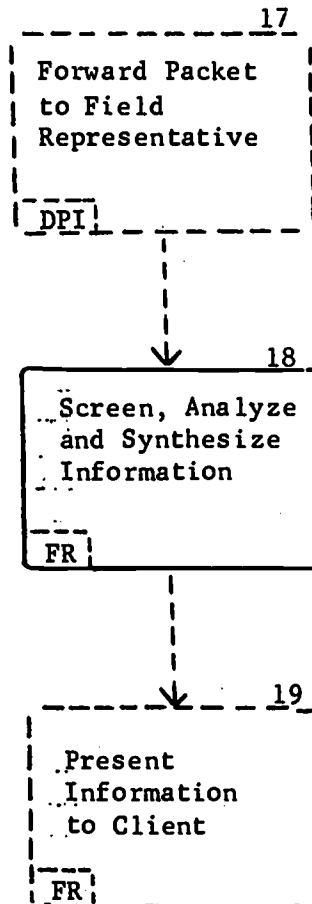 17
Forward Packet
to Field
Representative
DPI
18
Screen, Analyze
and Synthesize
Information
FR
19
Present
Information
to Client
FR